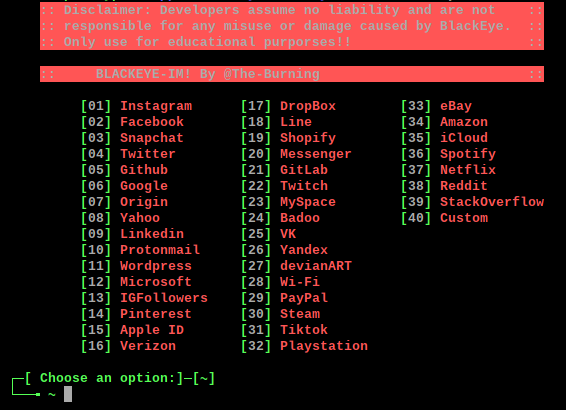 :: Disclaimer: Developers assume no liability and are not ::
:: responsible for any misuse or damage caused by BlackEye. ::
:: Only use for educational purporses!! ::
:: BLACKEYE-IM! By @The-Burning ::
[01] Instagram [17] DropBox [33] eBay
[02] Facebook [18] Line [34] Amazon
[03] Snapchat [19] Shopify [35] iCloud
[04] Twitter [20] Messenger [36] Spotify
[05] Github [21] GitLab [37] Netflix
[06] Google [22] Twitch [38] Reddit
[07] Origin [23] MySpace [39] StackOverflow
[08] Yahoo [24] Badoo [40] Custom
[09] Linkedin [25] VK
[10] Protonmail [26] Yandex
[11] Wordpress [27] devianART
[12] Microsoft [28] Wi-Fi
[13] IGFollowers [29] PayPal
[14] Pinterest [30] Steam
[15] Apple ID [31] Tiktok
[16] Verizon [32] Playstation
┌─[ Choose an option:]─[~]
└──╼ ~